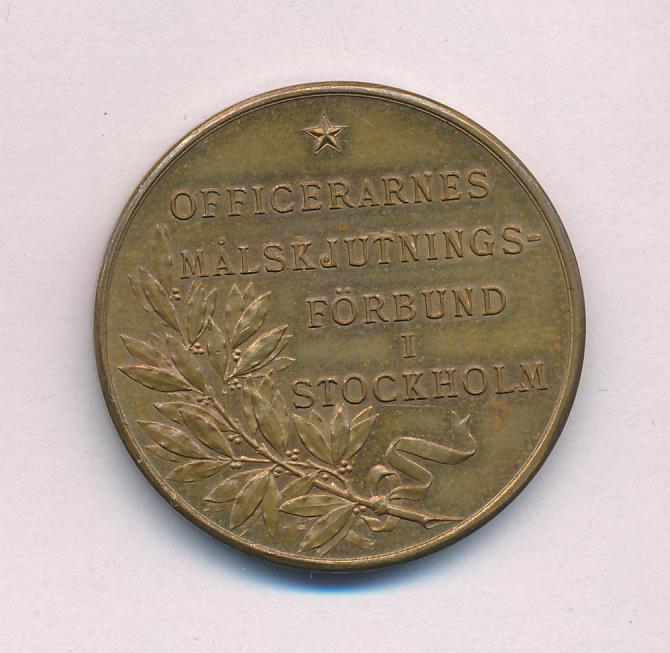 OFFICERARNES
MÅLSKJUTNINGS-
FÖRBUND
I
STOCKHOLM